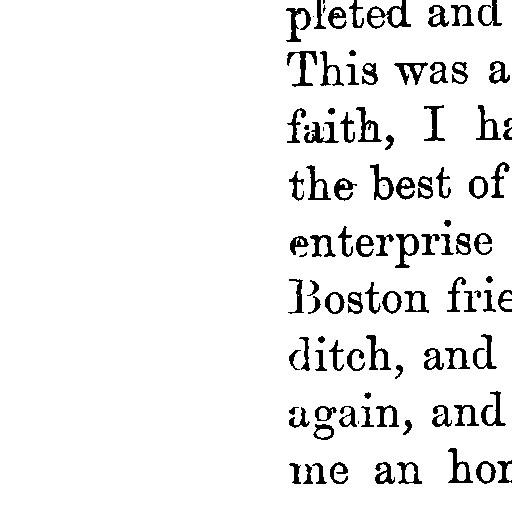 pleted and
This was a
faith, I ha
the best of
enterprise
Boston frie
ditch, and
again, and
me an hon